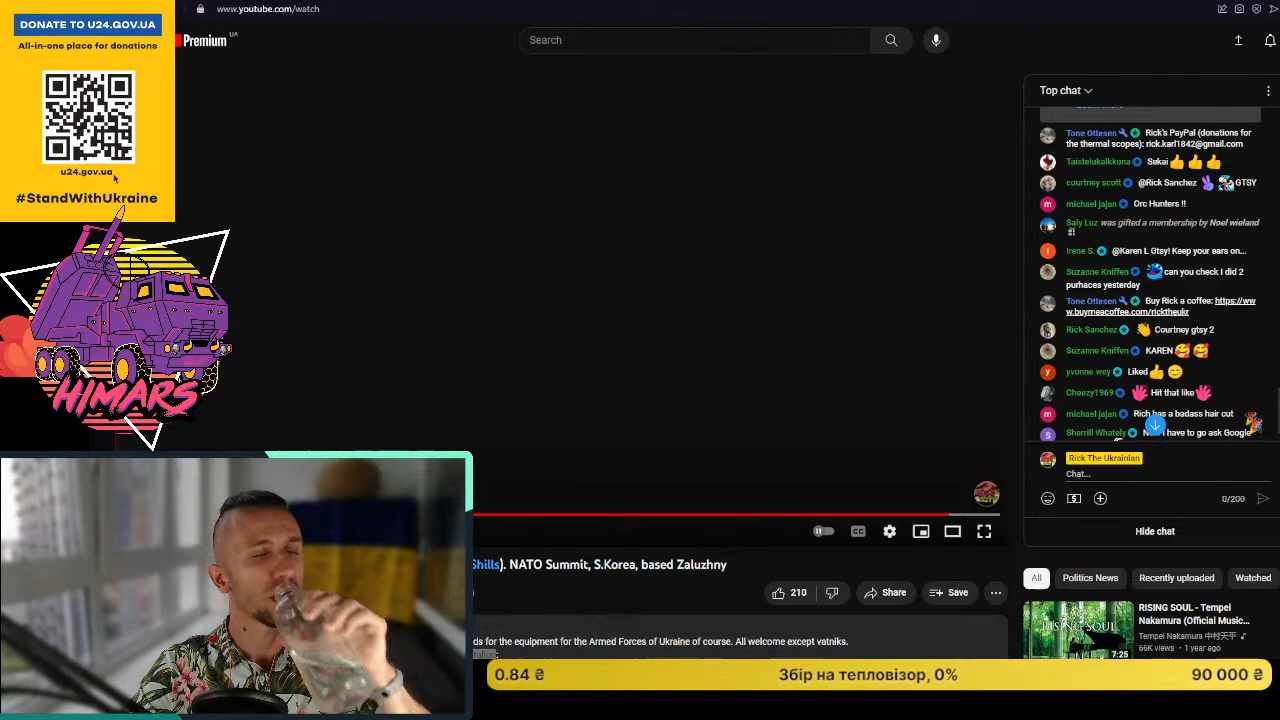 DONATE TO U24.GOV.UA
All-in-one place for donations
u24.gov.ua
#StandWithUkraine
HIMARS
www.youtube.com/watch
Premium UA
Search
Top chat
Tone Ottesen Rick's PayPal (donations for
the thermal scopes): rick.karl1842@gmail.com
Taistelukalkkuna Sakai
courtney scott @Rick Sanchez GTSY
michael jajan Orc Hunters !!
Saly Luz was gifted a membership by Noel wieland
Irene S. @Karen L Gtsy! Keep your ears on...
Suzanne Kniffen can you check I did 2
purhaces yesterday
Tone Ottesen Buy Rick a coffee: https://ww
w.buymeacoffee.com/ricktheukr
Rick Sanchez Courtney gtsy 2
Suzanne Kniffen KAREN
yvonne wey Liked
Cheezy1969 Hit that like
michael jajan Rich has a badass hair cut
Sherrill Whately have to go ask Google
Rick The Ukrainian
Chat...
0/200
Hide chat
Shills). NATO Summit, S.Korea, based Zaluzhny
210
Share
Save
ds for the equipment for the Armed Forces of Ukraine of course. All welcome except vatniks.
All
Politics News
Recently uploaded
Watched
RISING SOUL
7:25
RISING SOUL - Tempei
Nakamura (Official Music...
Tempei Nakamura 中村天平
66K views • 1 year ago
0.84 ₴
Збір на тепловізор, 0%
90 000 ₴